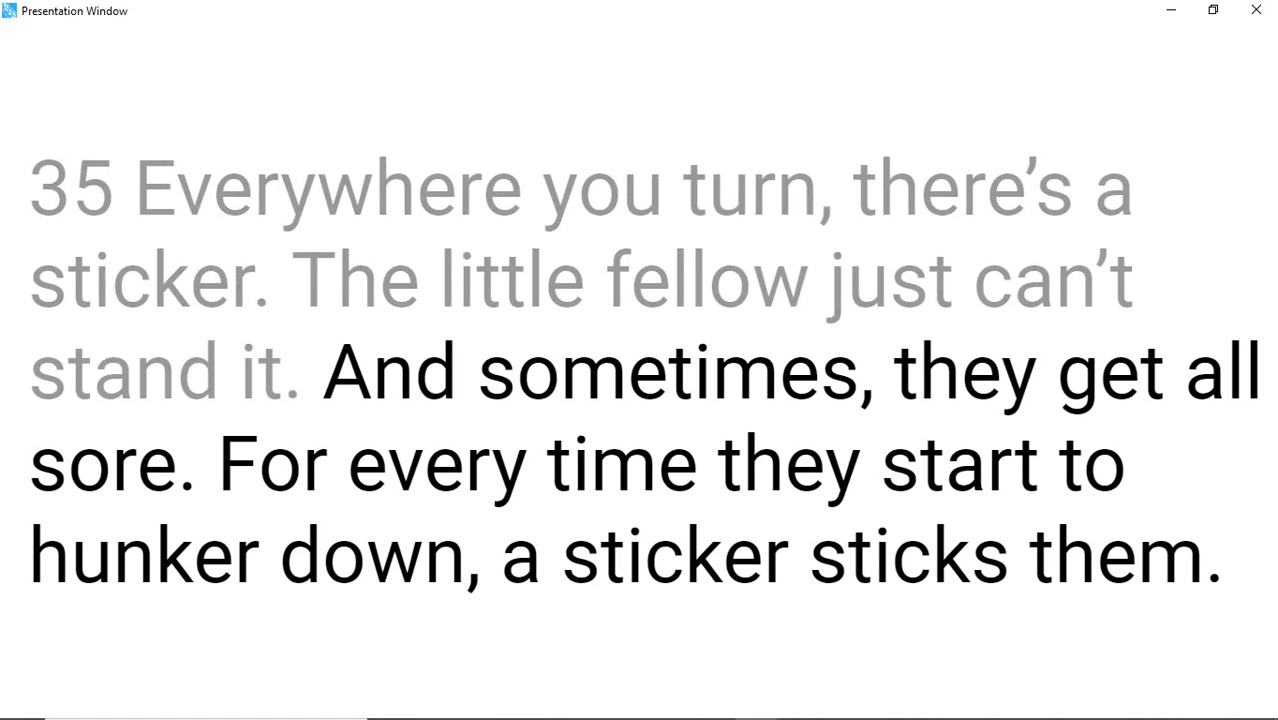 Presentation Window
35 Everywhere you turn, there’s a
sticker. The little fellow just can’t
stand it. And sometimes, they get all
sore. For every time they start to
hunker down, a sticker sticks them.